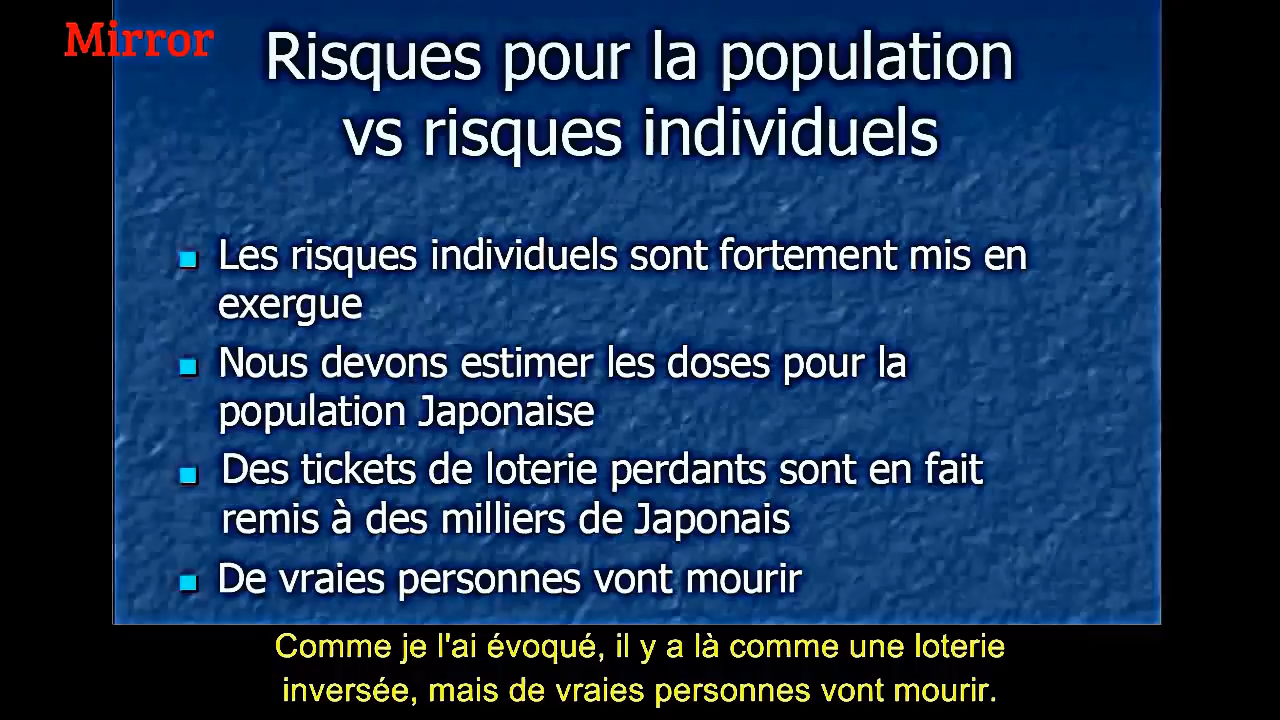 Mirror
Risques pour la population
vs risques individuels
Les risques individuels sont fortement mis en
exergue
Nous devons estimer les doses pour la
population Japonaise
Des tickets de loterie perdants sont en fait
remis à des milliers de Japonais
De vraies personnes vont mourir
Comme je l'ai évoqué, il y a là comme une loterie
inversée, mais de vraies personnes vont mourir.